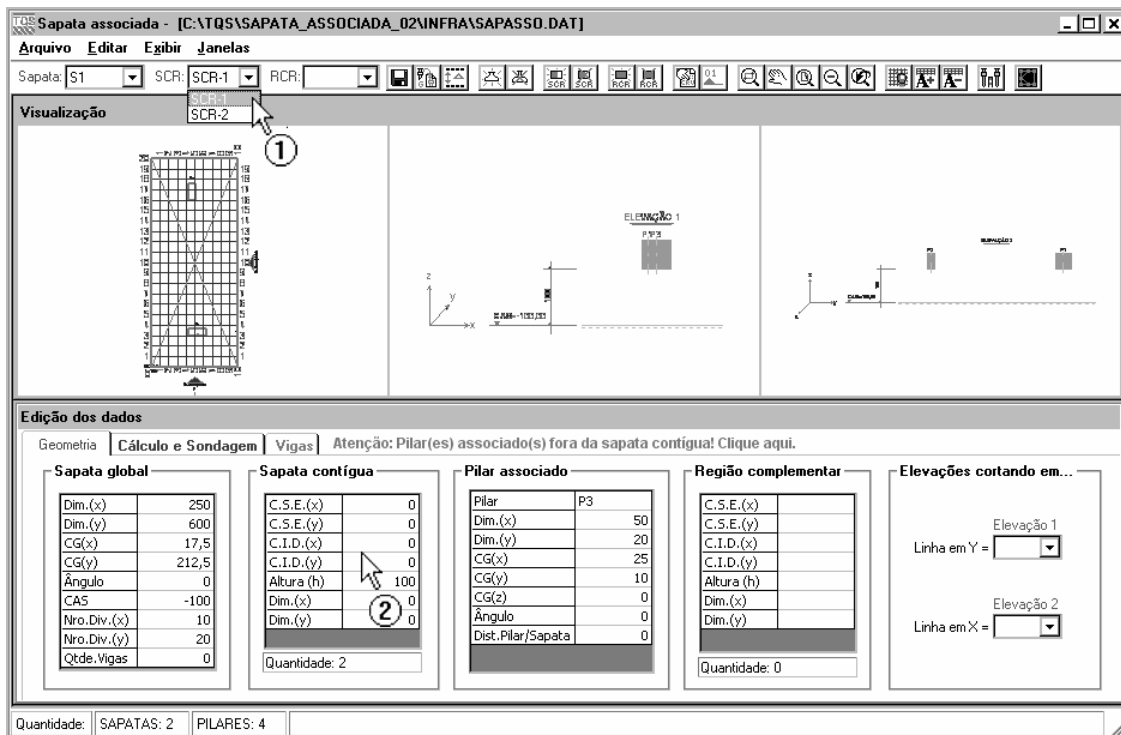 Sapata associada - [C:\TQS\SAPATA_ASSOCIADA_02\INFRA\SAPASSO.DAT]
Arquivo Editar Exibir Janelas
Sapata: S1 SCR: SCR-1 RCR:
SCR-1
SCR-2
1
Visualização
ELEVAÇÃO 1
z
y
x
Edição dos dados
Geometria Cálculo e Sondagem Vigas Atenção: Pilar(es) associado(s) fora da sapata contígua! Clique aqui.
Sapata global
Dim.(x) 250
Dim.(y) 600
CG(x) 17,5
CG(y) 212,5
Ângulo 0
CAS -100
Nro.Div.(x) 10
Nro.Div.(y) 20
Qtde.Vigas 0
Sapata contígua
C.S.E.(x) 0
C.S.E.(y) 0
C.I.D.(x) 0
C.I.D.(y) 0
Altura (h) 100
Dim.(x) 0
Dim.(y) 0
2
Quantidade: 2
Pilar associado
Pilar P3
Dim.(x) 50
Dim.(y) 20
CG(x) 25
CG(y) 10
CG(z) 0
Ângulo 0
Dist.Pilar/Sapata 0
Região complementar
C.S.E.(x)
C.S.E.(y)
C.I.D.(x)
C.I.D.(y)
Altura (h)
Dim.(x)
Dim.(y)
Quantidade: 0
Elevações cortando em...
Elevação 1
Linha em Y =
Elevação 2
Linha em X =
Quantidade: SAPATAS: 2 PILARES: 4